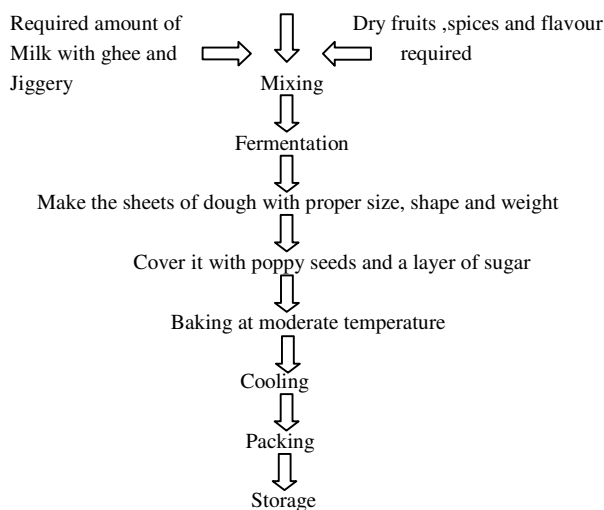 Required amount of
Milk with ghee and
Jiggery
Dry fruits ,spices and flavour
required
Mixing
Fermentation
Make the sheets of dough with proper size, shape and weight
Cover it with poppy seeds and a layer of sugar
Baking at moderate temperature
Cooling
Packing
Storage